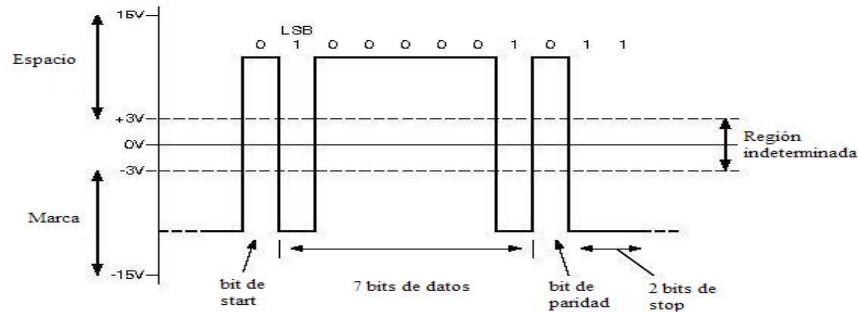 15V
LSB
0 1 0 0 0 0 0 1 0 1 1
Espacio
+3V
0V
-3V
Región
indeterminada
Marca
-15V
bit de
start
7 bits de datos
bit de
paridad
2 bits de
stop